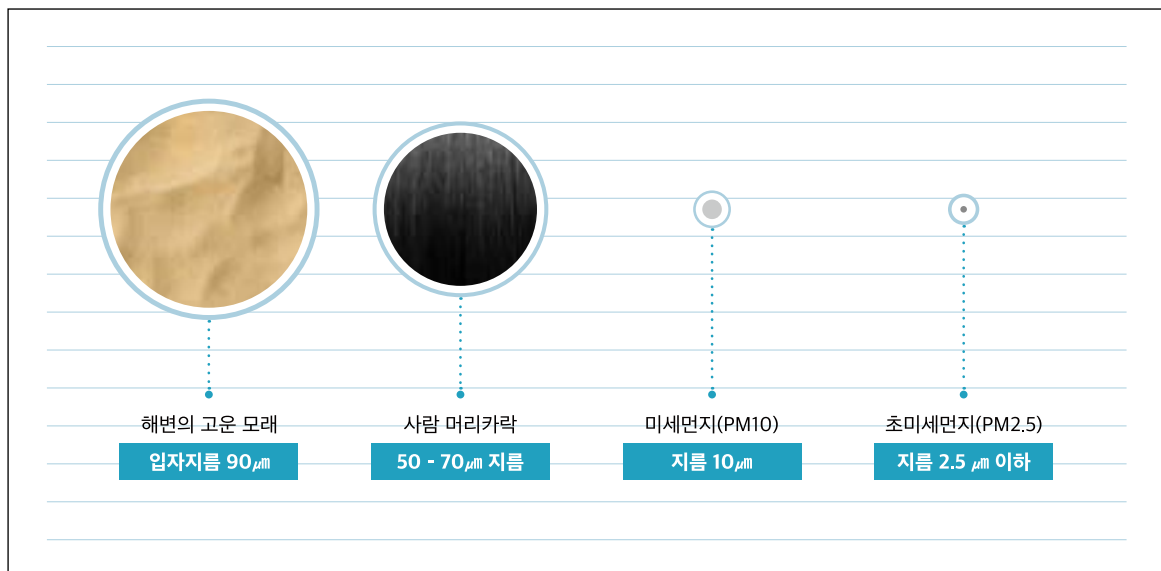 해변의 고운 모래
입자지름 90㎛
사람 머리카락
50 - 70㎛ 지름
미세먼지(PM10)
지름 10㎛
초미세먼지(PM2.5)
지름 2.5 ㎛ 이하